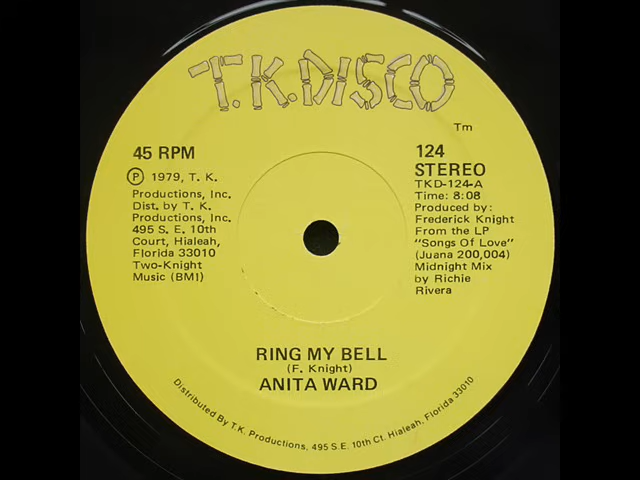 T.K. DISCO
Tm
45 RPM
℗ 1979, T. K.
Productions, Inc.
Dist. by T. K.
Productions, Inc.
495 S. E. 10th
Court, Hialeah,
Florida 33010
Two-Knight
Music (BMI)
124
STEREO
TKD-124-A
Time: 8:08
Produced by:
Frederick Knight
From the LP
"Songs Of Love"
(Juana 200,004)
Midnight Mix
by Richie
Rivera
RING MY BELL
(F. Knight)
ANITA WARD
Distributed By T.K. Productions, 495 S.E. 10th Ct. Hialeah, Florida 33010